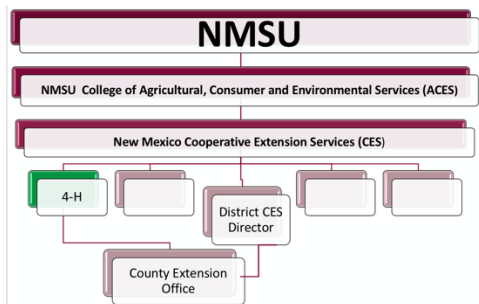 NMSU
NMSU College of Agricultural, Consumer and Environmental Services (ACES)
New Mexico Cooperative Extension Services (CES)
4-H
District CES
Director
County Extension
Office